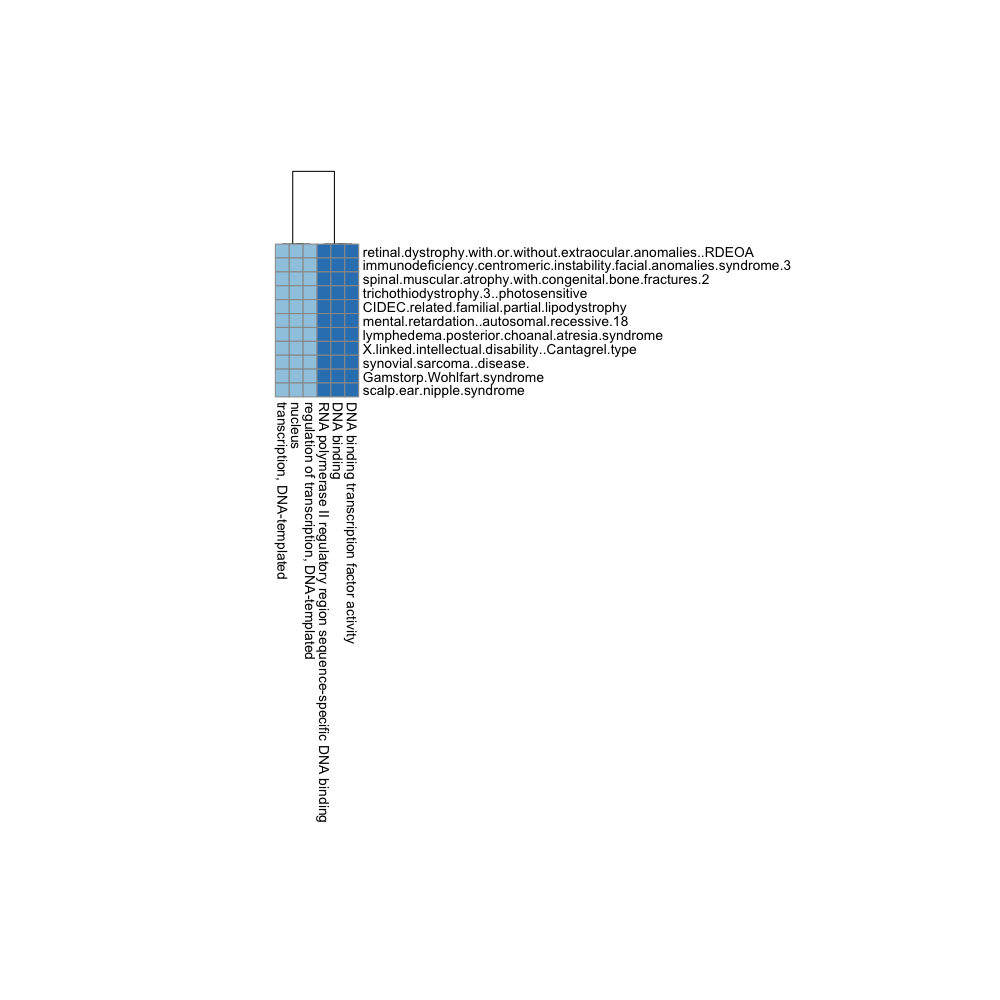 retinal.dystrophy.with.or.without.extraocular.anomalies..RDEOA
immunodeficiency.centromeric.instability.facial.anomalies.syndrome.3
spinal.muscular.atrophy.with.congenital.bone.fractures.2
trichothiodystrophy.3..photosensitive
CIDEC.related.familial.partial.lipodystrophy
mental.retardation..autosomal.recessive.18
lymphedema.posterior.choanal.atresia.syndrome
X.linked.intellectual.disability..Cantagrel.type
synovial.sarcoma..disease.
Gamstorp.Wohlfart.syndrome
scalp.ear.nipple.syndrome
transcription, DNA-templated
nucleus
regulation of transcription, DNA-templated
RNA polymerase II regulatory region sequence-specific DNA binding
DNA binding
DNA binding transcription factor activity